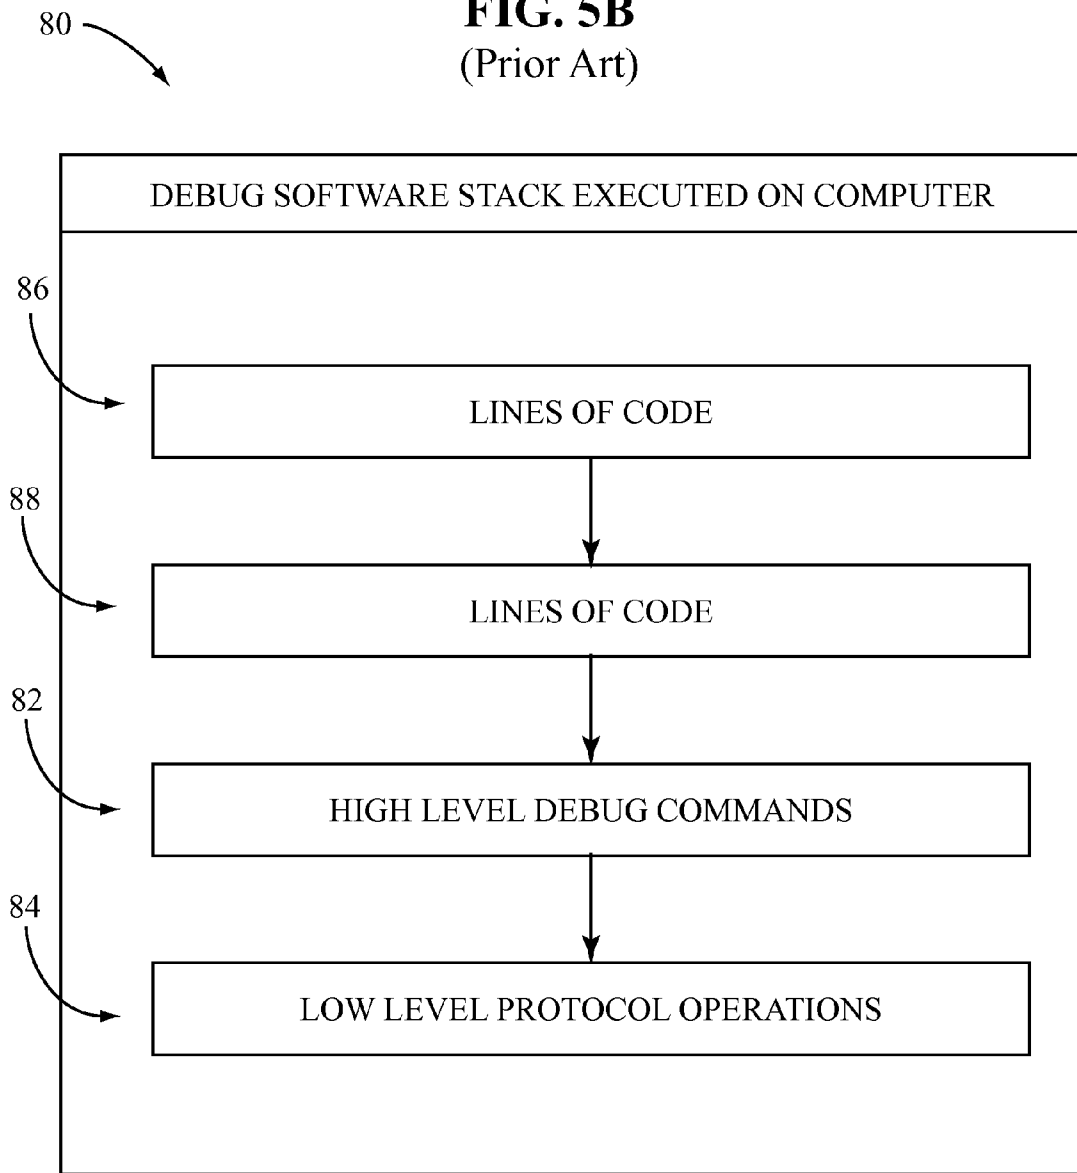 FIG. 5B
80
(Prior Art)
DEBUG SOFTWARE STACK EXECUTED ON COMPUTER
86
LINES OF CODE
88
LINES OF CODE
82
HIGH LEVEL DEBUG COMMANDS
84
LOW LEVEL PROTOCOL OPERATIONS